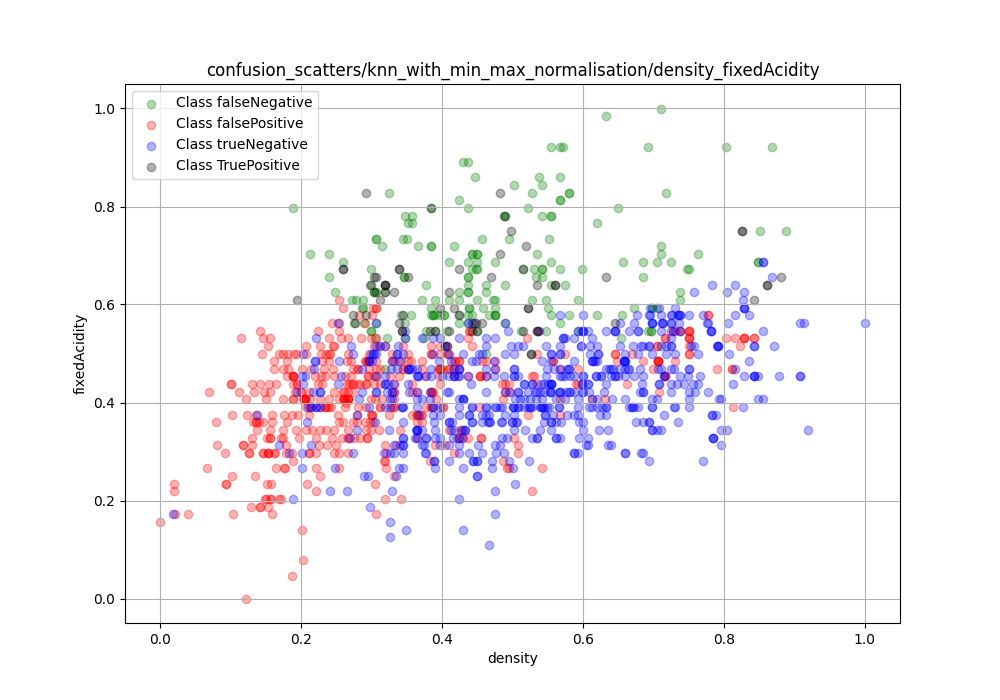 confusion_scatters/knn_with_min_max_normalisation/density_fixedAcidity
Class falseNegative
Class falsePositive
Class trueNegative
Class TruePositive
1.0
0.8
0.6
0.4
0.2
0.0
fixedAcidity
0.0 0.2 0.4 0.6 0.8 1.0
density